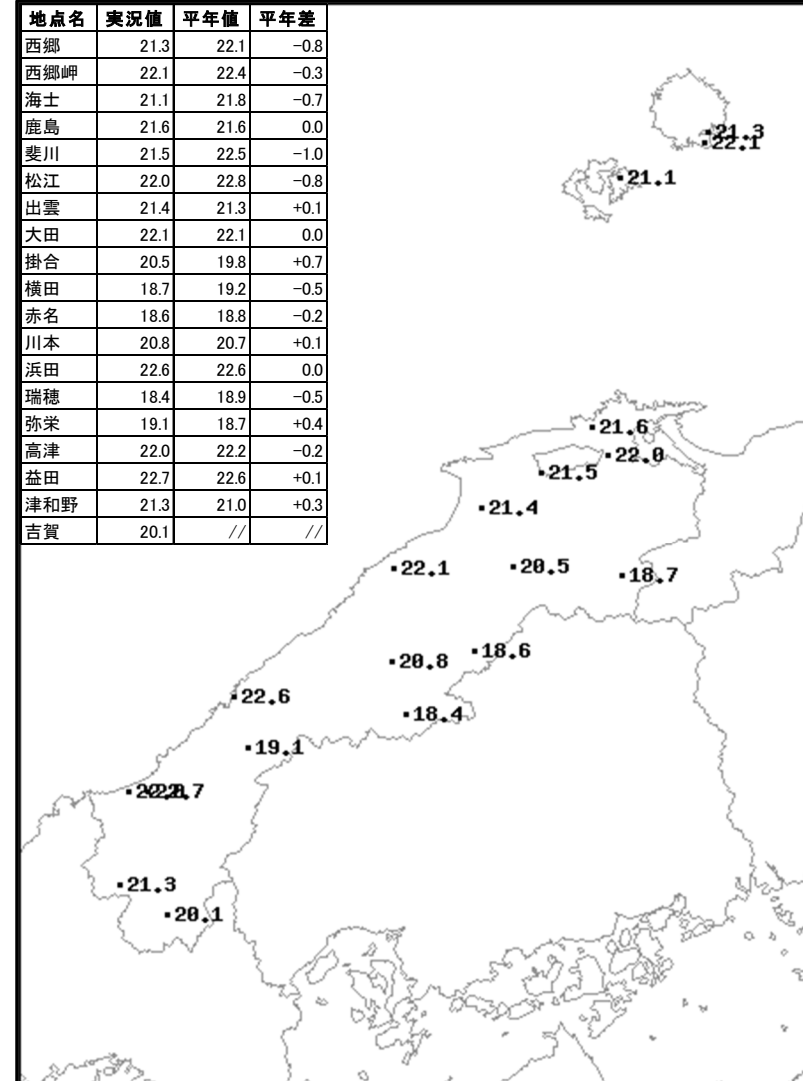 地点名 実況値 平年値 平年差
西郷 21.3 22.1 −0.8
西郷岬 22.1 22.4 −0.3
海士 21.1 21.8 −0.7
鹿島 21.6 21.6 0.0
斐川 21.5 22.5 −1.0
松江 22.0 22.8 −0.8
出雲 21.4 21.3 +0.1
大田 22.1 22.1 0.0
掛合 20.5 19.8 +0.7
横田 18.7 19.2 −0.5
赤名 18.6 18.8 −0.2
川本 20.8 20.7 +0.1
浜田 22.6 22.6 0.0
瑞穂 18.4 18.9 −0.5
弥栄 19.1 18.7 +0.4
高津 22.0 22.2 −0.2
益田 22.7 22.6 +0.1
津和野 21.3 21.0 +0.3
吉賀 20.1 // //
21.3
22.1
21.1
21.6
22.0
21.5
21.4
22.1
20.5
18.7
18.6
20.8
22.6
18.4
19.1
22.0
22.7
21.3
20.1